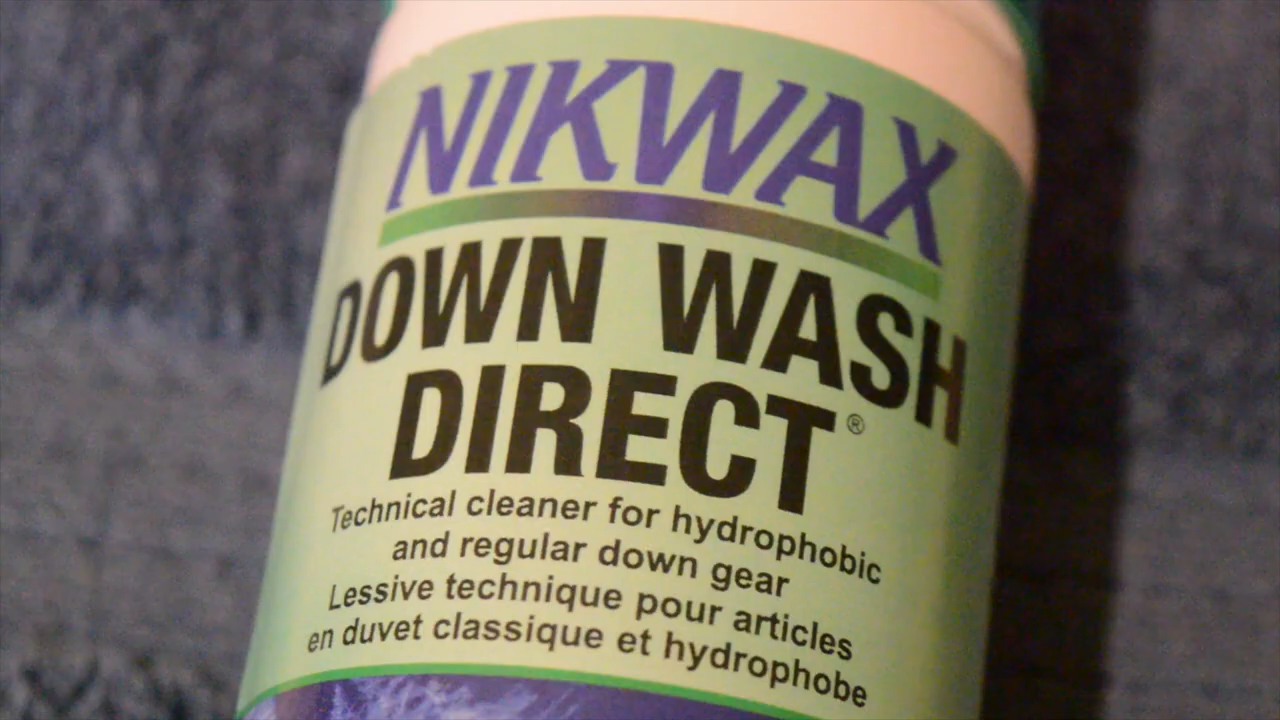 NIKWAX
DOWN WASH
DIRECT®
Technical cleaner for hydrophobic
and regular down gear
Lessive technique pour articles
en duvet classique et hydrophobe